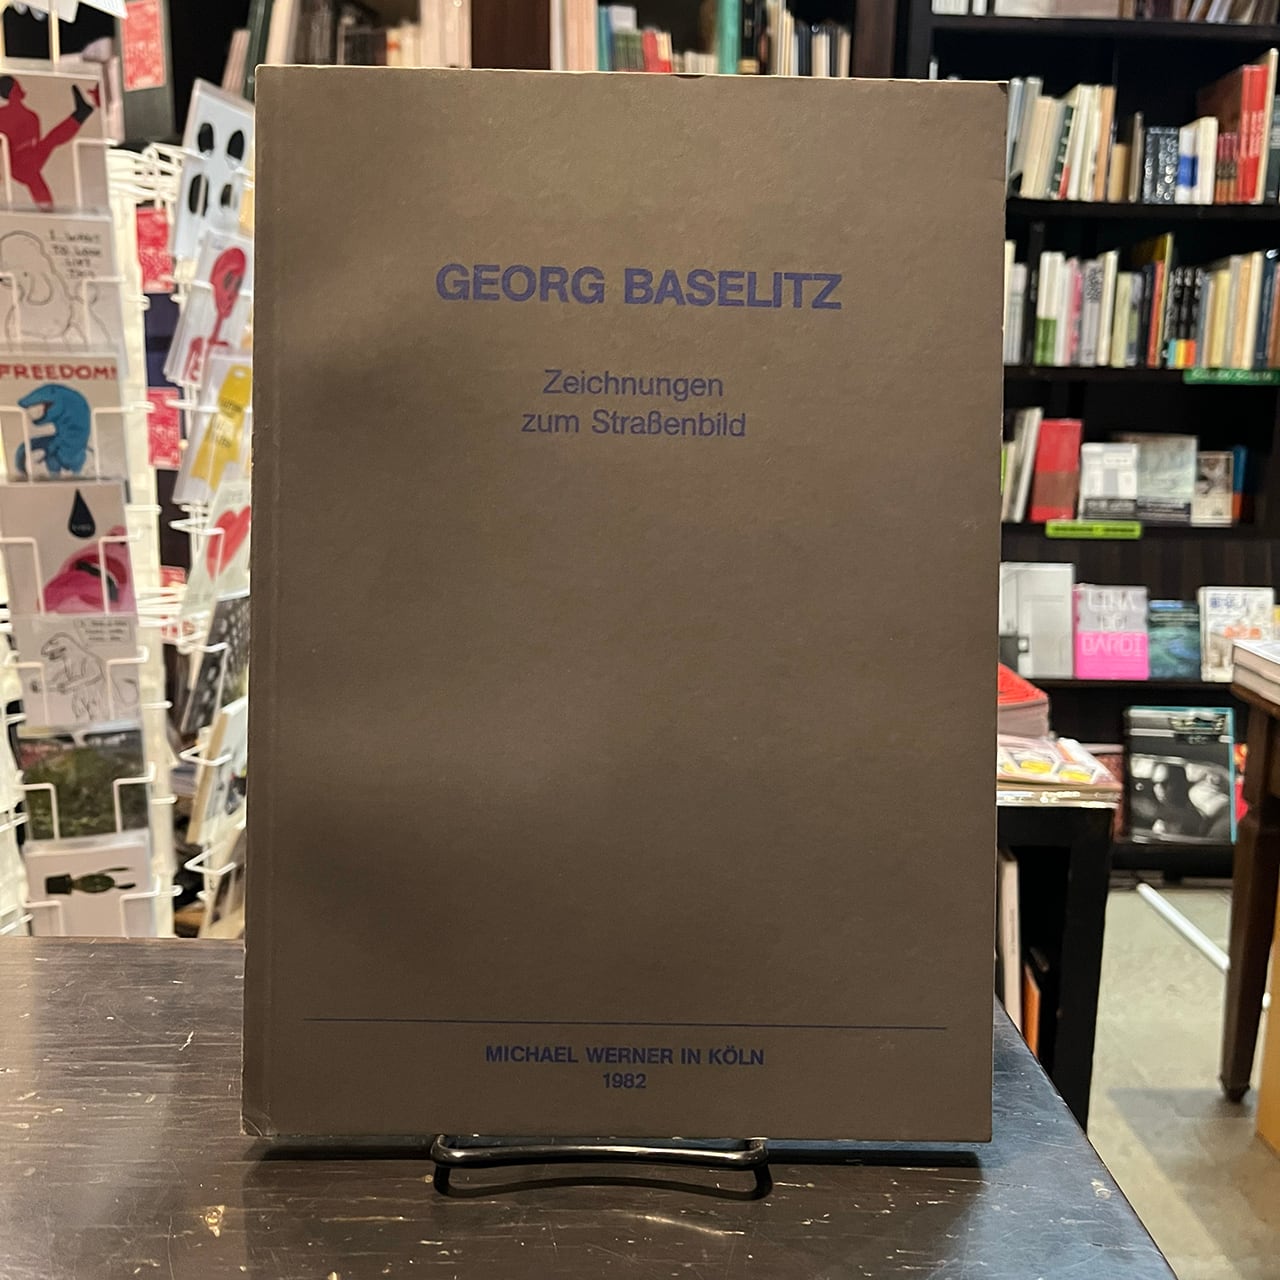 GEORG BASELITZ
Zeichnungen
zum Straßenbild
MICHAEL WERNER IN KÖLN
1982
FREEDOM!